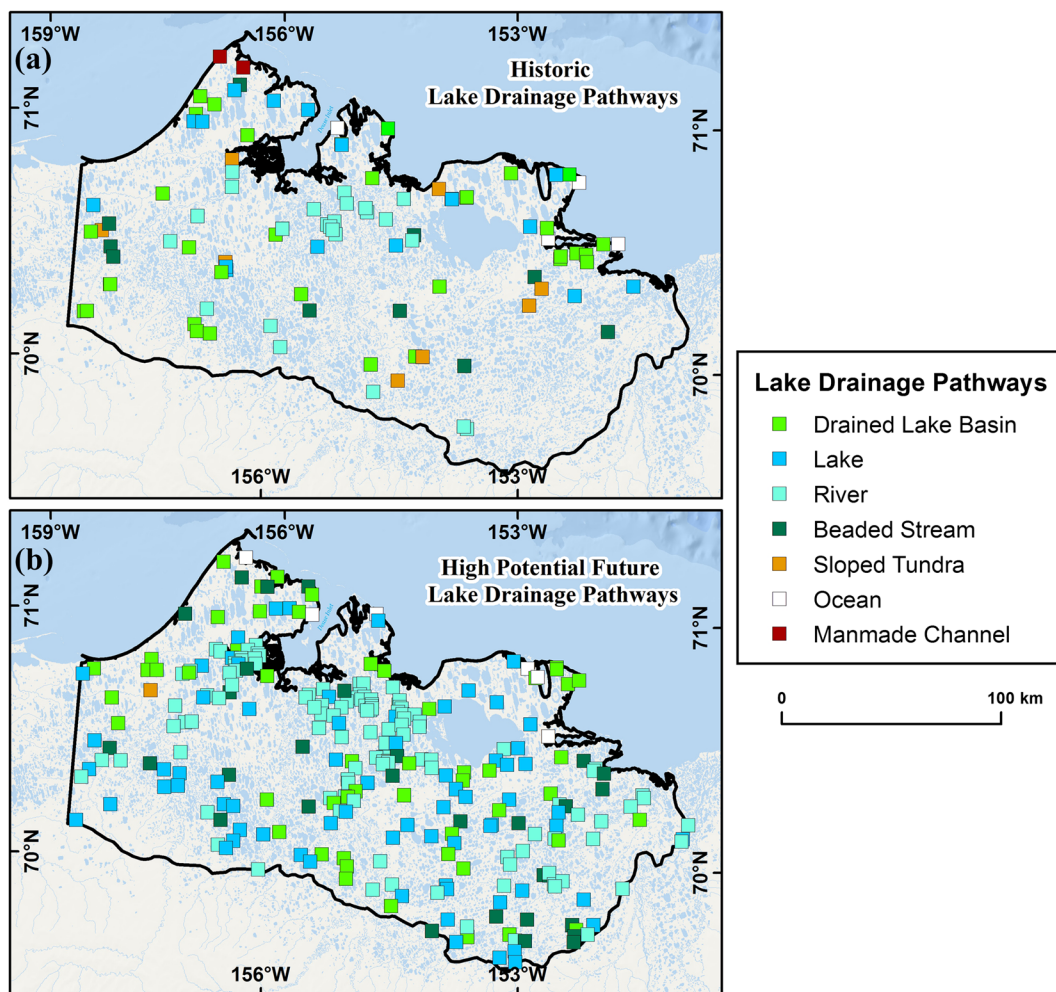 159°W
156°W
153°W
(a)
Historic
Lake Drainage Pathways
71°N
71°N
70°N
70°N
156°W
153°W
159°W
156°W
153°W
(b)
High Potential Future
Lake Drainage Pathways
71°N
71°N
70°N
70°N
156°W
153°W
Lake Drainage Pathways
Drained Lake Basin
Lake
River
Beaded Stream
Sloped Tundra
Ocean
Manmade Channel
0
100 km